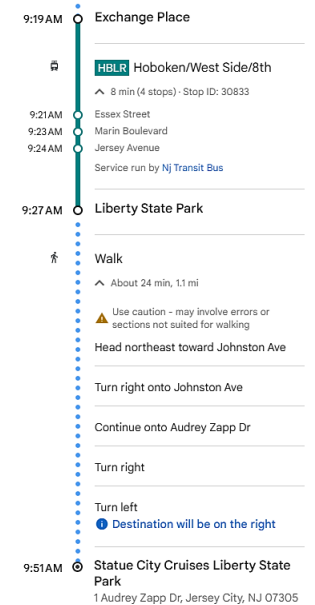 9:19 AM Exchange Place
HBLR Hoboken/West Side/8th
8 min (4 stops) · Stop ID: 30833
9:21 AM Essex Street
9:23 AM Marin Boulevard
9:24 AM Jersey Avenue
Service run by Nj Transit Bus
9:27 AM Liberty State Park
Walk
About 24 min, 1.1 mi
Use caution - may involve errors or
sections not suited for walking
Head northeast toward Johnston Ave
Turn right onto Johnston Ave
Continue onto Audrey Zapp Dr
Turn right
Turn left
Destination will be on the right
9:51 AM Statue City Cruises Liberty State
Park
1 Audrey Zapp Dr, Jersey City, NJ 07305